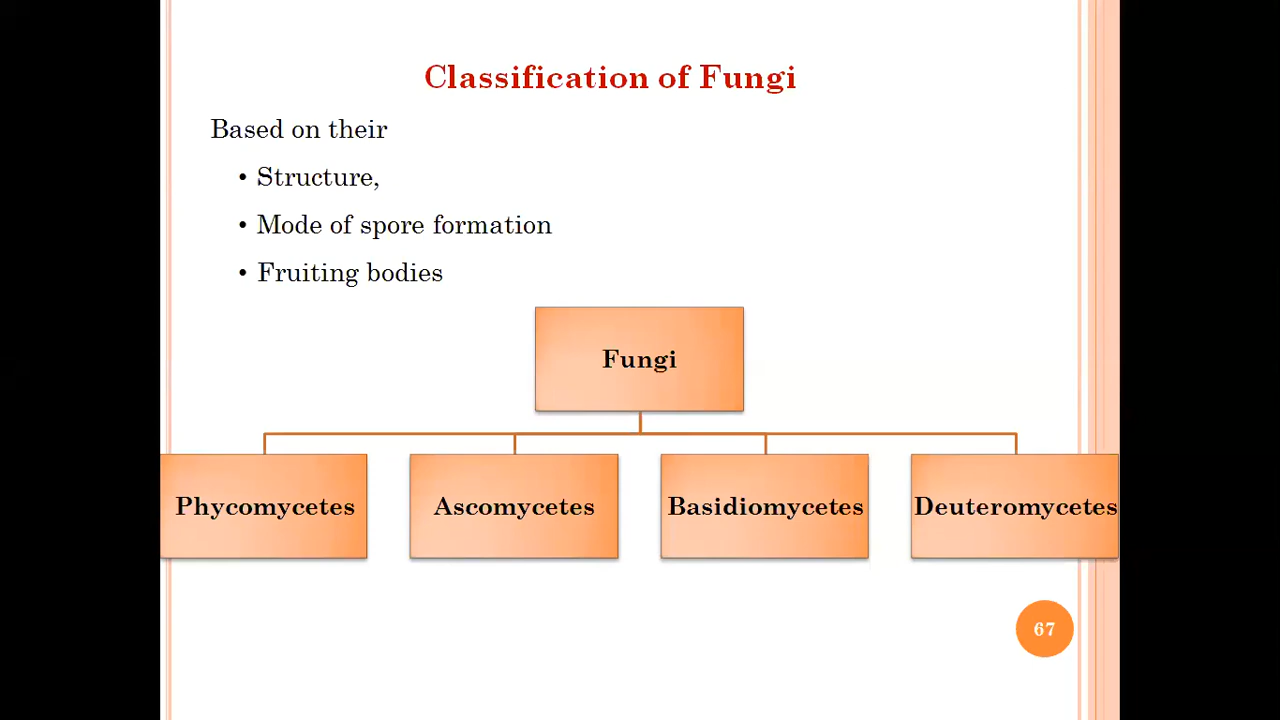 Classification of Fungi
Based on their
• Structure,
• Mode of spore formation
• Fruiting bodies
Fungi
Phycomycetes
Ascomycetes
Basidiomycetes
Deuteromycetes
67